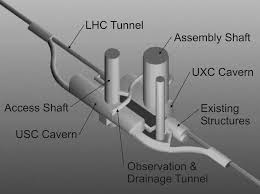 LHC Tunnel
Assembly Shaft
Access Shaft
UXC Cavern
USC Cavern
Existing
Structures
Observation &
Drainage Tunnel